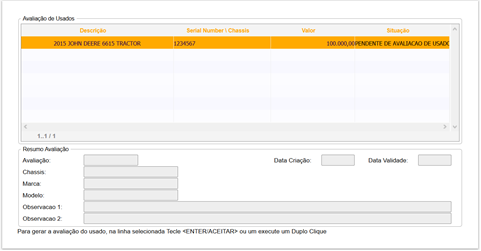 Avaliação de Usados
Descrição Serial Number \ Chassis Valor Situação
2015 JOHN DEERE 6615 TRACTOR 1234567 100.000,00 PENDENTE DE AVALIACAO DE USADO
1..1 / 1
Resumo Avaliação
Avaliação: Data Criação: Data Validade:
Chassis:
Marca:
Modelo:
Observacao 1:
Observacao 2:
Para gerar a avaliação do usado, na linha selecionada Tecle <ENTER/ACEITAR> ou um execute um Duplo Clique